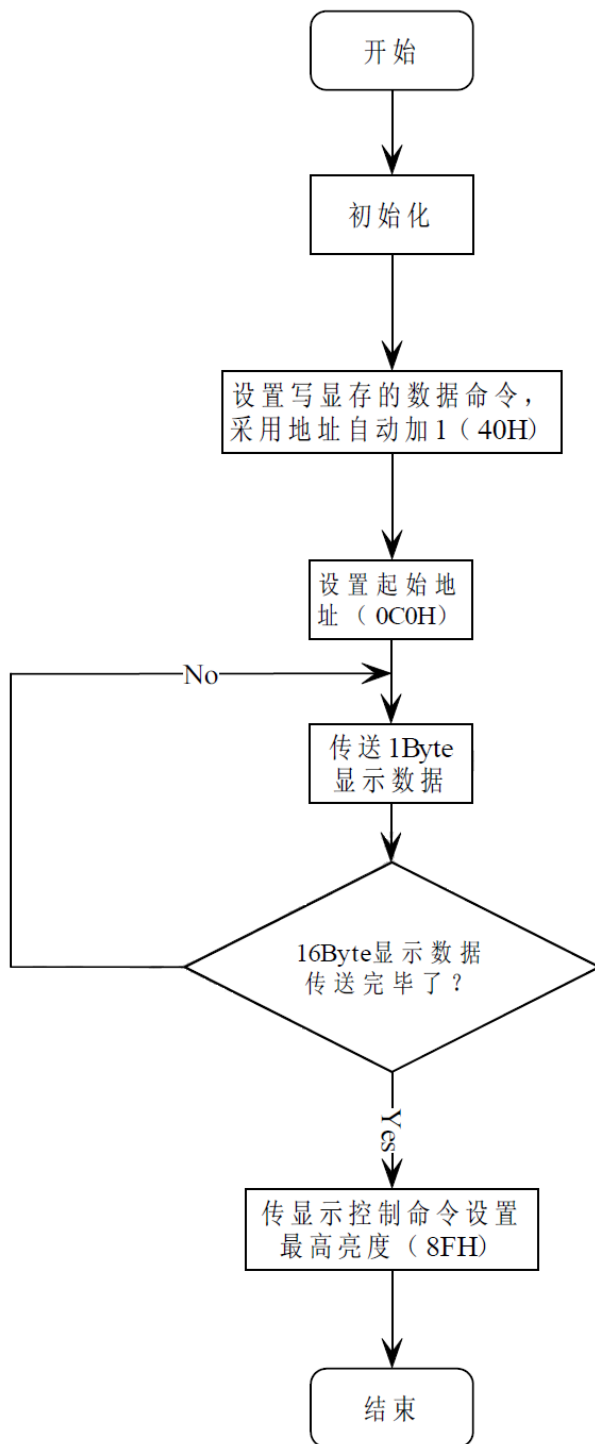 开始
初始化
设置写显存的数据命令，
采用地址自动加1（40H）
设置起始地
址（0C0H）
No
传送1Byte
显示数据
16Byte显示数据
传送完毕了？
Yes
传显示控制命令设置
最高亮度（8FH）
结束